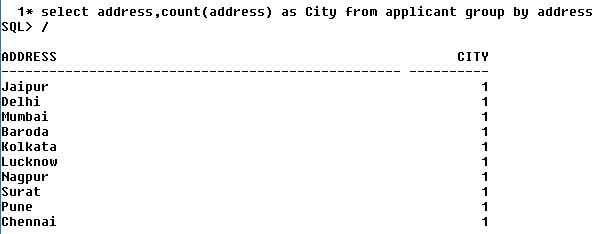 1* select address,count(address) as City from applicant group by address
SQL> /
ADDRESS CITY
-------------------------------------------------- ----------
Jaipur 1
Delhi 1
Mumbai 1
Baroda 1
Kolkata 1
Lucknow 1
Nagpur 1
Surat 1
Pune 1
Chennai 1